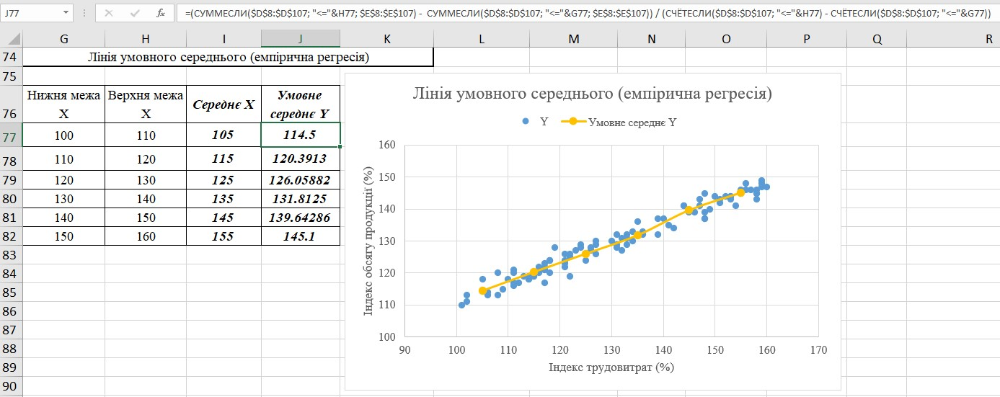 J77
fx
=(СУММЕСЛИ($D$8:$D$107; "<="&H77; $E$8:$E$107) -  СУММЕСЛИ($D$8:$D$107; "<="&G77; $E$8:$E$107)) / (СЧЁТЕСЛИ($D$8:$D$107; "<="&H77) - СЧЁТЕСЛИ($D$8:$D$107; "<="&G77))
G H I J K L M N O P Q R
74 Лінія умовного середнього (емпірична регресія)
75
76 Нижня межа X Верхня межа X Середнє X Умовне середнє Y
77 100 110 105 114.5
78 110 120 115 120.3913
79 120 130 125 126.05882
80 130 140 135 131.8125
81 140 150 145 139.64286
82 150 160 155 145.1
83
84
85
86
87
88
89
90
Лінія умовного середнього (емпірична регресія)
Y Умовне середнє Y
Індекс обсягу продукції (%)
160
150
140
130
120
110
100
90 100 110 120 130 140 150 160 170
Індекс трудовитрат (%)